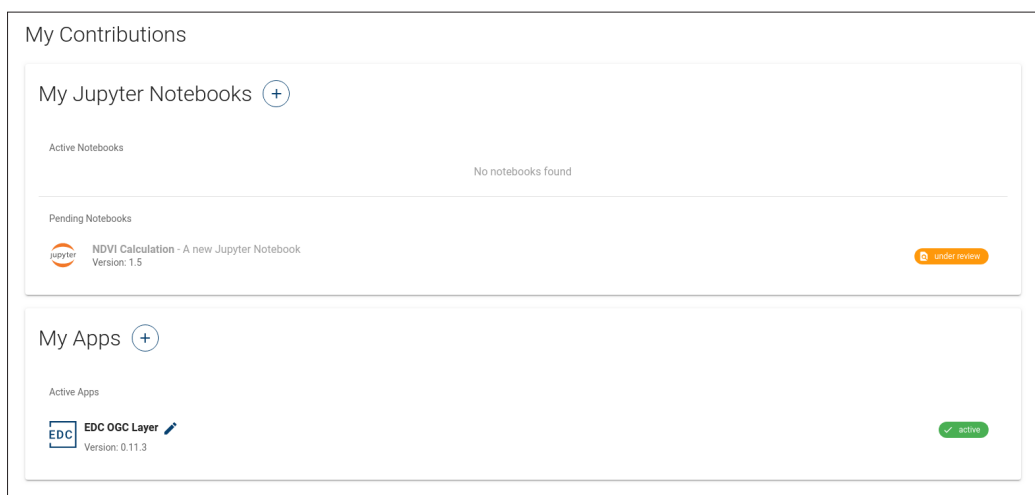 My Contributions
My Jupyter Notebooks +
Active Notebooks
No notebooks found
Pending Notebooks
jupyter
NDVI Calculation - A new Jupyter Notebook
Version: 1.5
under review
My Apps +
Active Apps
EDC
EDC OGC Layer
Version: 0.11.3
active